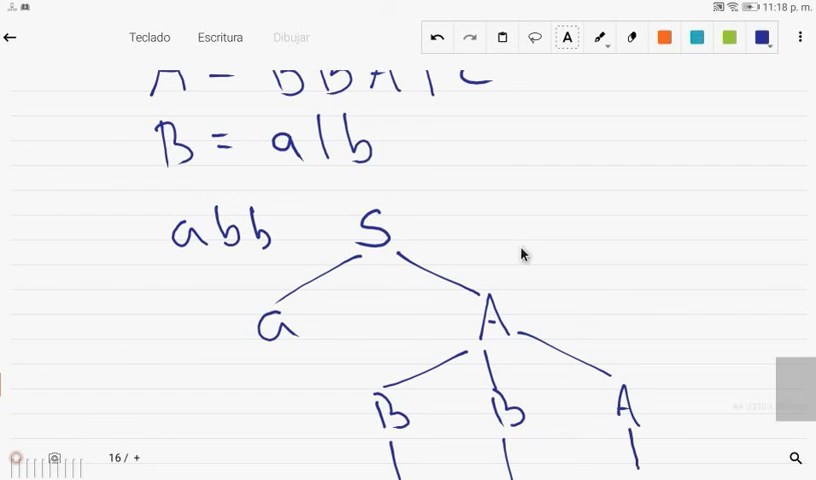 11:18 p. m.
Teclado Escritura Dibujar A
B = a|b
abb S
a A
B B A
16 / +